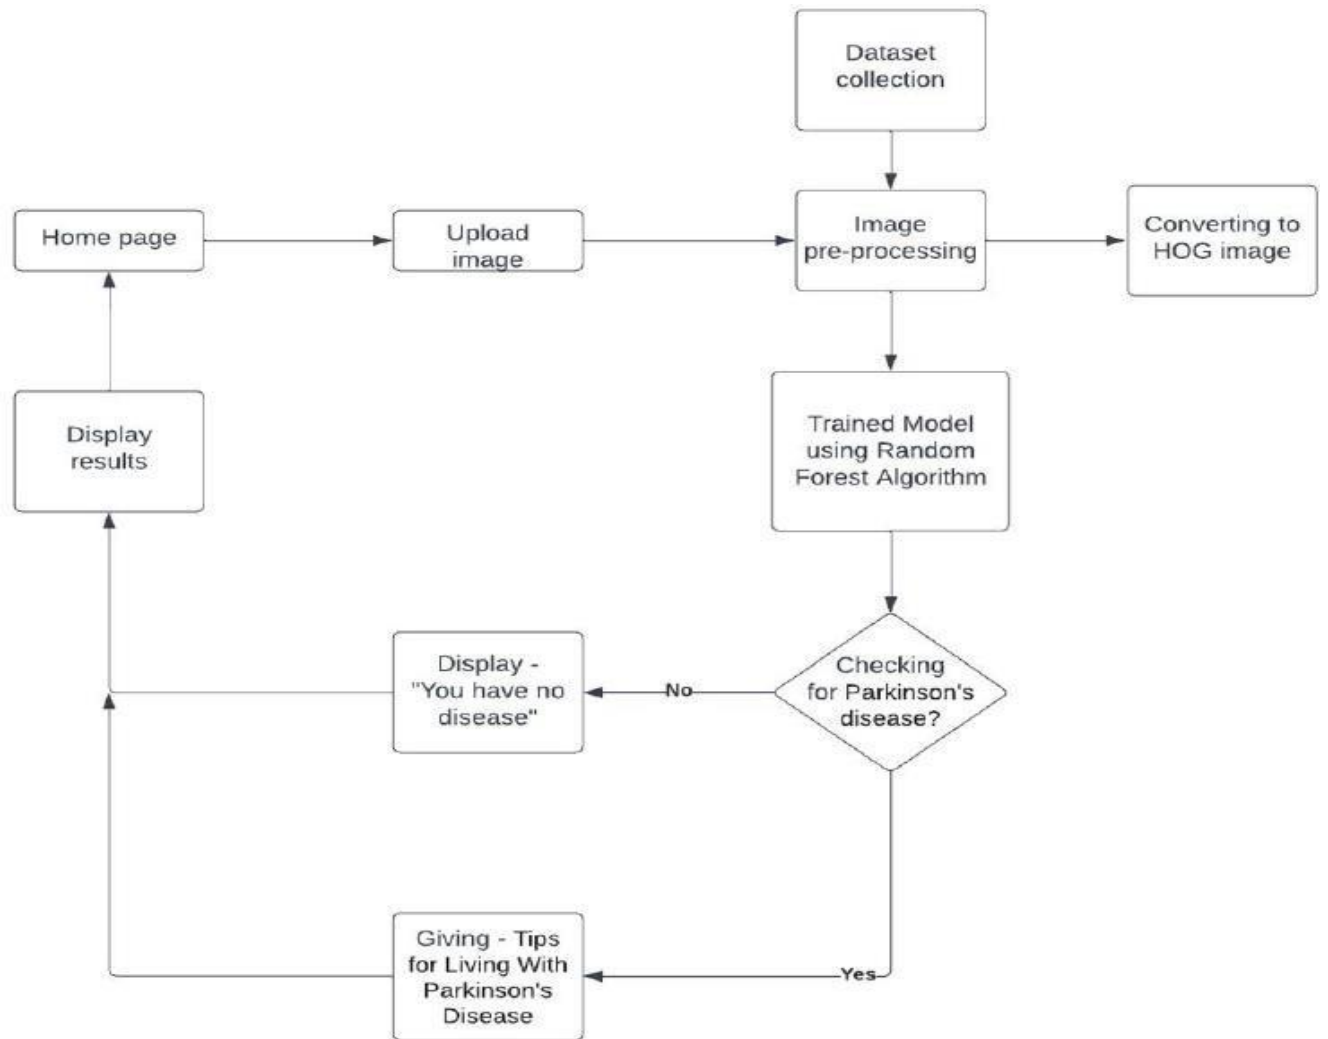 Dataset
collection
Home page
Upload
image
Image
pre-processing
Converting to
HOG image
Display
results
Trained Model
using Random
Forest Algorithm
Display -
"You have no
disease"
No
Checking
for Parkinson's
disease?
Giving - Tips
for Living With
Parkinson's
Disease
Yes